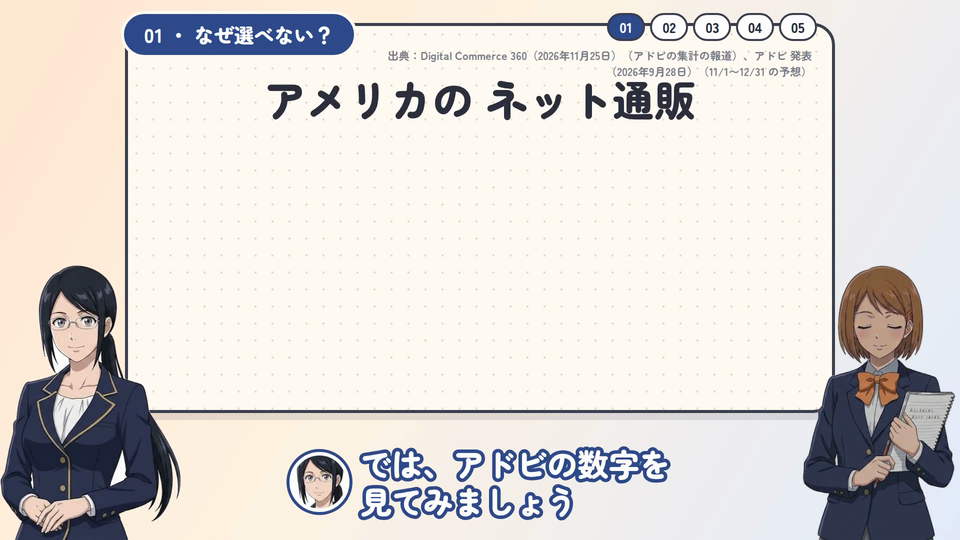 01 ・ なぜ選べない？
01 02 03 04 05
出典：Digital Commerce 360（2026年11月25日）（アドビの集計の報道）、アドビ 発表
（2026年9月28日）（11/1〜12/31 の予想）
アメリカの ネット通販
では、アドビの数字を
見てみましょう